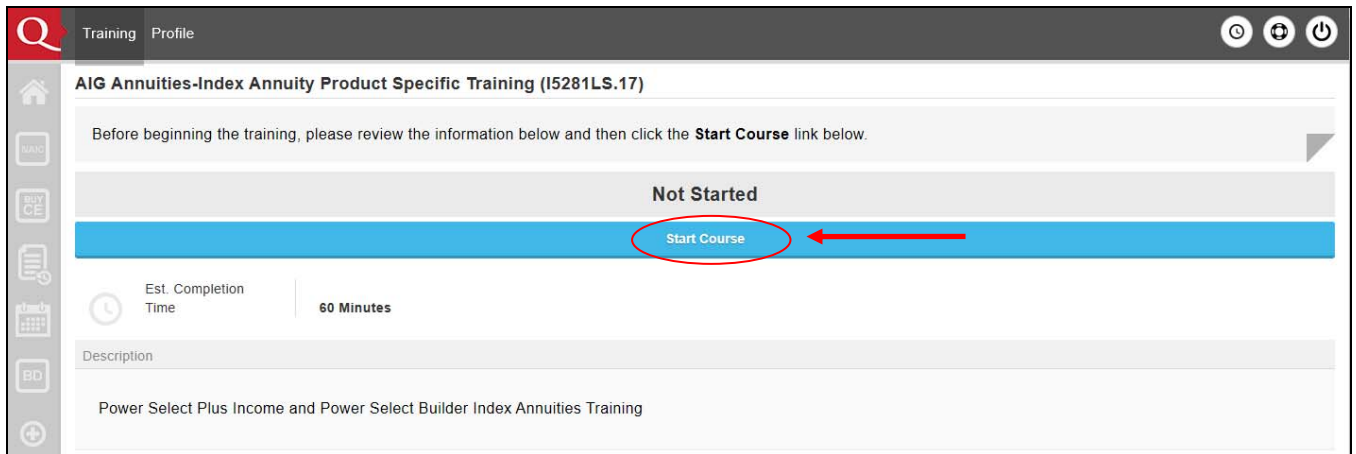 Q Training Profile
AIG Annuities-Index Annuity Product Specific Training (I5281LS.17)
Before beginning the training, please review the information below and then click the Start Course link below.
NAIC
BUY
CE
Not Started
Start Course
Est. Completion
Time
60 Minutes
Description
BD
Power Select Plus Income and Power Select Builder Index Annuities Training